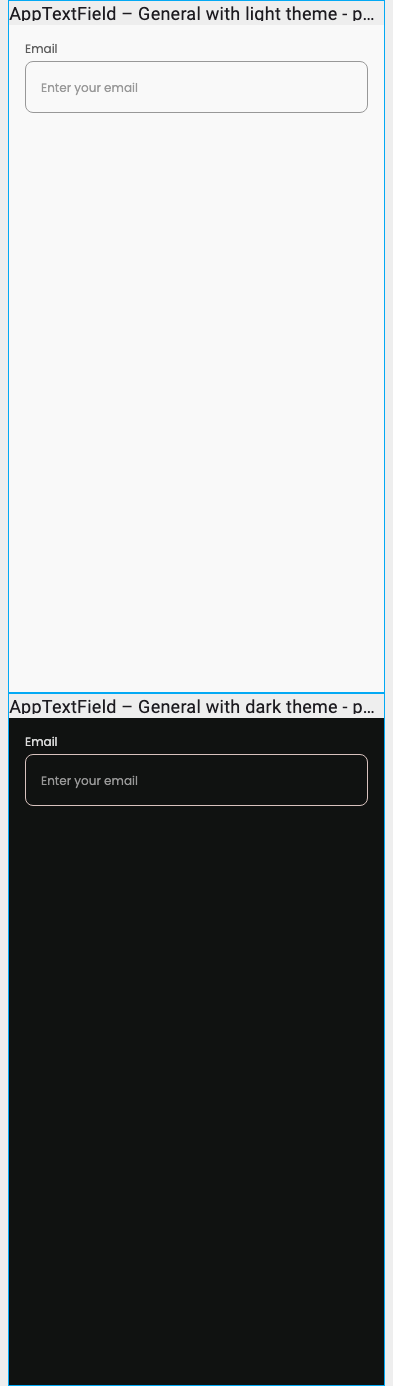 AppTextField – General with light theme - p...
Email
Enter your email
AppTextField – General with dark theme - p...
Email
Enter your email